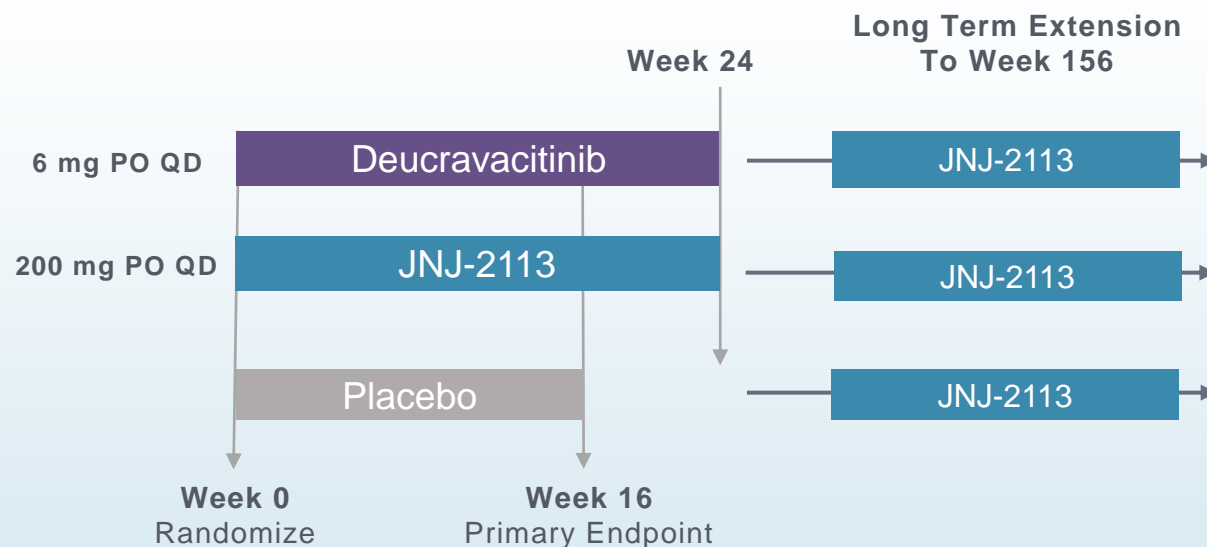 Long Term Extension
To Week 156
Week 24
6 mg PO QD
Deucravacitinib
JNJ-2113
200 mg PO QD
JNJ-2113
JNJ-2113
Placebo
JNJ-2113
Week 0
Randomize
Week 16
Primary Endpoint